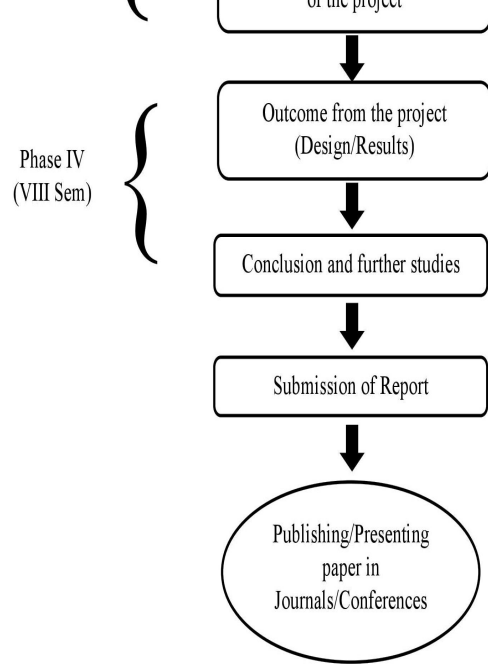 of the project
Outcome from the project
(Design/Results)
Phase IV
(VIII Sem)
Conclusion and further studies
Submission of Report
Publishing/Presenting
paper in
Journals/Conferences